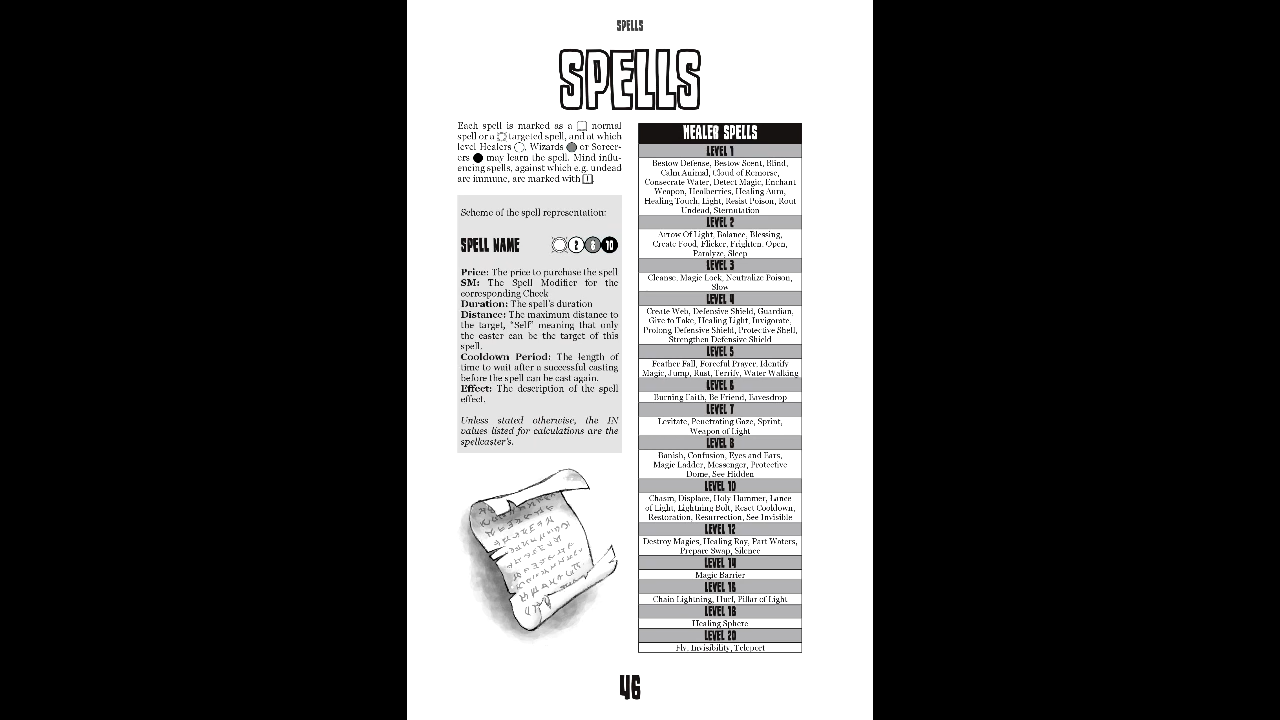 SPELLS
SPELLS
Each spell is marked as a normal
spell or a targeted spell, and at which
level Healers , Wizards or Sorcer-
ers may learn the spell. Mind influ-
encing spells, against which e.g. undead
are immune, are marked with !.
Scheme of the spell representation:
SPELL NAME 2 6 10
Price: The price to purchase the spell
SM: The Spell Modifier for the
corresponding Check
Duration: The spell's duration
Distance: The maximum distance to
the target, "Self" meaning that only
the caster can be the target of this
spell.
Cooldown Period: The length of
time to wait after a successful casting
before the spell can be cast again.
Effect: The description of the spell
effect.
Unless stated otherwise, the IN
values listed for calculations are the
spellcaster's.
HEALER SPELLS
LEVEL 1
Bestow Defense, Bestow Scent, Blind,
Calm Animal, Cloud of Remorse,
Consecrate Water, Detect Magic, Enchant
Weapon, Healberries, Healing Aura,
Healing Touch, Light, Resist Poison, Rout
Undead, Sternutation
LEVEL 2
Arrow Of Light, Balance, Blessing,
Create Food, Flicker, Frighten, Open,
Paralyze, Sleep
LEVEL 3
Cleanse, Magic Lock, Neutralize Poison,
Slow
LEVEL 4
Create Web, Defensive Shield, Guardian,
Give to Take, Healing Light, Invigorate,
Prolong Defensive Shield, Protective Shell,
Strengthen Defensive Shield
LEVEL 5
Feather Fall, Forceful Prayer, Identify
Magic, Jump, Rust, Terrify, Water Walking
LEVEL 6
Burning Faith, Be Friend, Eavesdrop
LEVEL 7
Levitate, Penetrating Gaze, Sprint,
Weapon of Light
LEVEL 8
Banish, Confusion, Eyes and Ears,
Magic Ladder, Messenger, Protective
Dome, See Hidden
LEVEL 10
Chasm, Displace, Holy Hammer, Lance
of Light, Lightning Bolt, Reset Cooldown,
Restoration, Resurrection, See Invisible
LEVEL 12
Destroy Magics, Healing Ray, Part Waters,
Prepare Swap, Silence
LEVEL 14
Magic Barrier
LEVEL 16
Chain Lightning, Hurl, Pillar of Light
LEVEL 18
Healing Sphere
LEVEL 20
Fly, Invisibility, Teleport
46